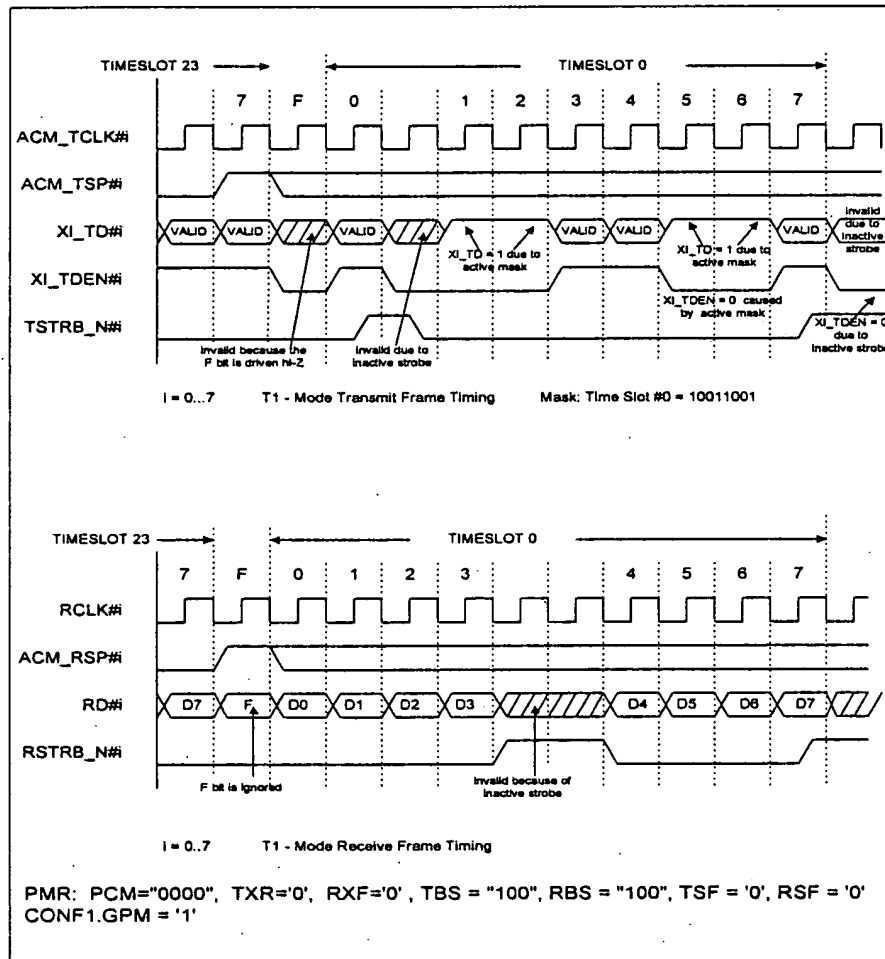 TIMESLOT 23
TIMESLOT 0
7 F 0 1 2 3 4 5 6 7
ACM_TCLK#i
ACM_TSP#i
XI_TD#i
VALID VALID VALID VALID VALID VALID
Invalid due to inactive strobe
XI_TD = 1 due to active mask
XI_TD = 1 due to active mask
XI_TDEN#i
XI_TDEN = 0 caused by active mask
TSTRB_N#i
Invalid because the F bit is driven hi-Z
Invalid due to inactive strobe
XI_TDEN = 0 due to inactive strobe
i = 0...7 T1 - Mode Transmit Frame Timing Mask: Time Slot #0 = 10011001
TIMESLOT 23
TIMESLOT 0
7 F 0 1 2 3 4 5 6 7
RCLK#i
ACM_RSP#i
RD#i
D7 F D0 D1 D2 D3 D4 D5 D6 D7
RSTRB_N#i
F bit is ignored
Invalid because of inactive strobe
i = 0..7 T1 - Mode Receive Frame Timing
PMR: PCM="0000", TXR='0', RXF='0' , TBS = "100", RBS = "100", TSF = '0', RSF = '0'
CONF1.GPM = '1'